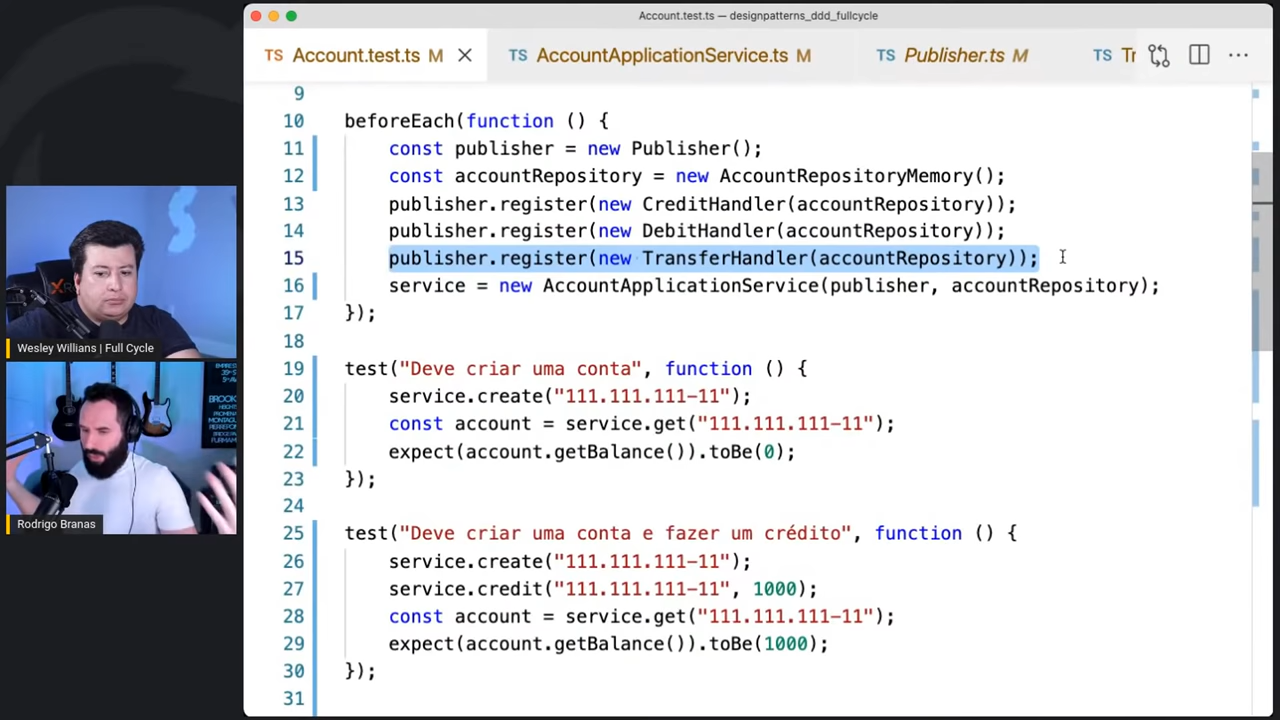 Account.test.ts — designpatterns_ddd_fullcycle
TS Account.test.ts M TS AccountApplicationService.ts M TS Publisher.ts M TS Tr
9
10 beforeEach(function () {
11 const publisher = new Publisher();
12 const accountRepository = new AccountRepositoryMemory();
13 publisher.register(new CreditHandler(accountRepository));
14 publisher.register(new DebitHandler(accountRepository));
15 publisher.register(new TransferHandler(accountRepository));
16 service = new AccountApplicationService(publisher, accountRepository);
17 });
18
19 test("Deve criar uma conta", function () {
20 service.create("111.111.111-11");
21 const account = service.get("111.111.111-11");
22 expect(account.getBalance()).toBe(0);
23 });
24
25 test("Deve criar uma conta e fazer um crédito", function () {
26 service.create("111.111.111-11");
27 service.credit("111.111.111-11", 1000);
28 const account = service.get("111.111.111-11");
29 expect(account.getBalance()).toBe(1000);
30 });
31
Wesley Willians | Full Cycle
BROOK
Rodrigo Branas